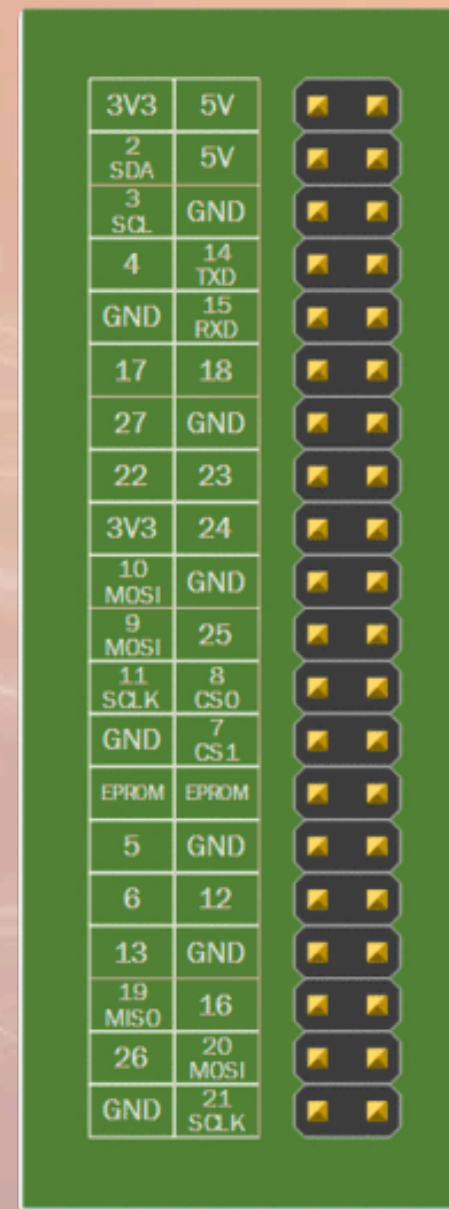 3V3 5V
2
SDA 5V
3
SCL GND
4 14
TXD
GND 15
RXD
17 18
27 GND
22 23
3V3 24
10
MOSI GND
9
MOSI 25
11 8
SCLK CS0
GND 7
CS1
EPROM EPROM
5 GND
6 12
13 GND
19
MISO 16
26 20
MOSI
GND 21
SCLK